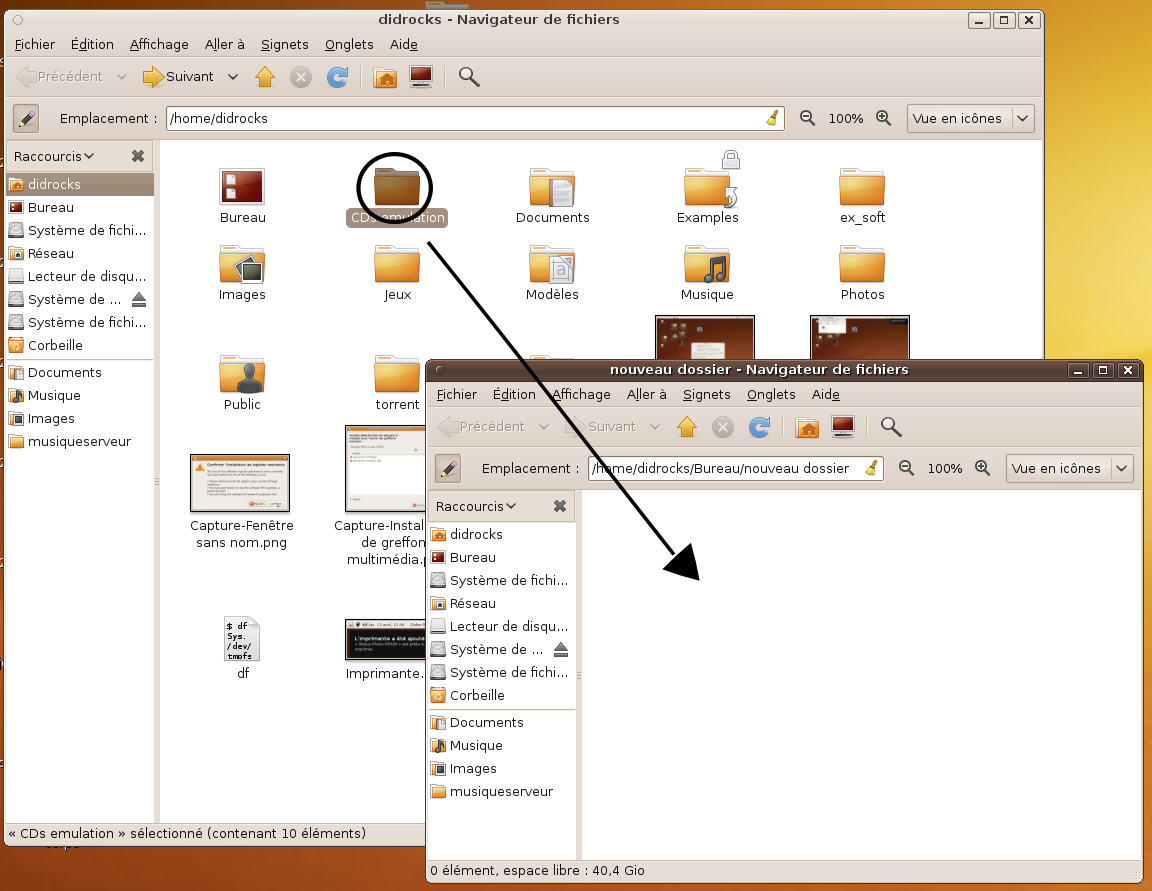 didrocks - Navigateur de fichiers
Fichier Édition Affichage Aller à Signets Onglets Aide
Précédent Suivant
Emplacement : /home/didrocks 100% Vue en icônes
Raccourcis
didrocks
Bureau
Système de fichi...
Réseau
Lecteur de disqu...
Système de ...
Système de fichi...
Corbeille
Documents
Musique
Images
musiqueserveur
Bureau CDs emulation Documents Examples ex_soft
Images Jeux Modèles Musique Photos
Public torrent
Capture-Fenêtre
sans nom.png
Capture-Instal
de greffon
multimédia.
$ df
Sys.
/dev/
tmpfs
df
L'imprimante a été ajouté
Imprimante.
« CDs emulation » sélectionné (contenant 10 éléments)
nouveau dossier - Navigateur de fichiers
Fichier Édition Affichage Aller à Signets Onglets Aide
Précédent Suivant
Emplacement : /home/didrocks/Bureau/nouveau dossier 100% Vue en icônes
Raccourcis
didrocks
Bureau
Système de fichi...
Réseau
Lecteur de disqu...
Système de ...
Système de fichi...
Corbeille
Documents
Musique
Images
musiqueserveur
0 élément, espace libre : 40,4 Gio